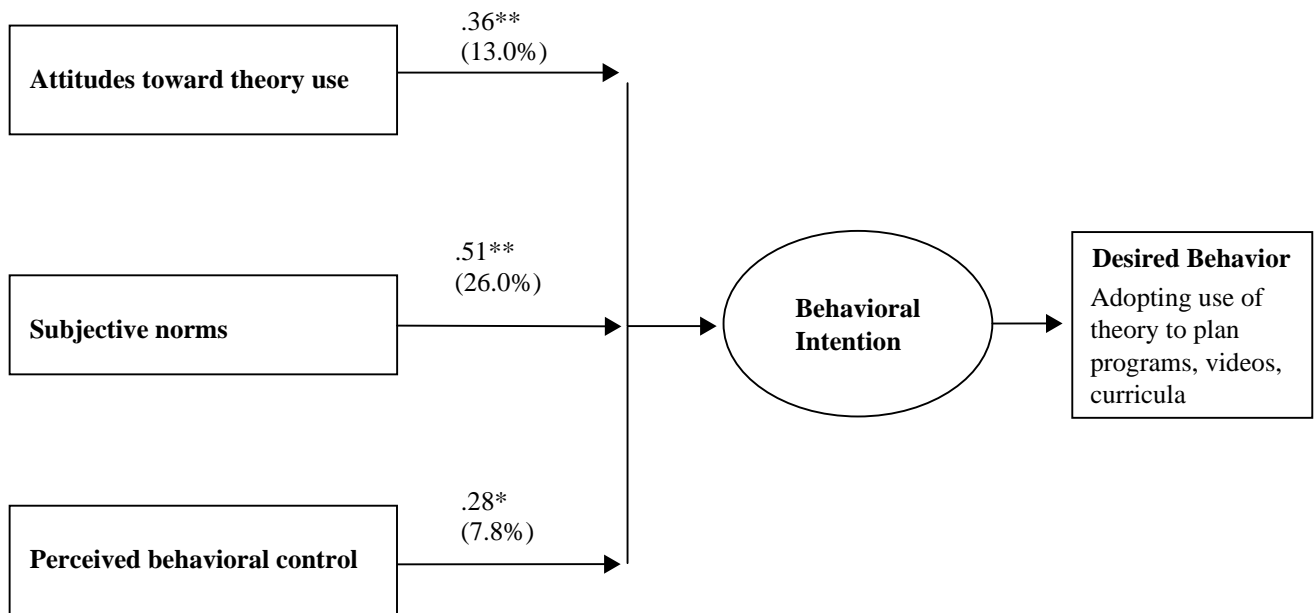 .36**
(13.0%)
Attitudes toward theory use
.51**
(26.0%)
Subjective norms
Behavioral
Intention
Desired Behavior
Adopting use of
theory to plan
programs, videos,
curricula
.28*
(7.8%)
Perceived behavioral control